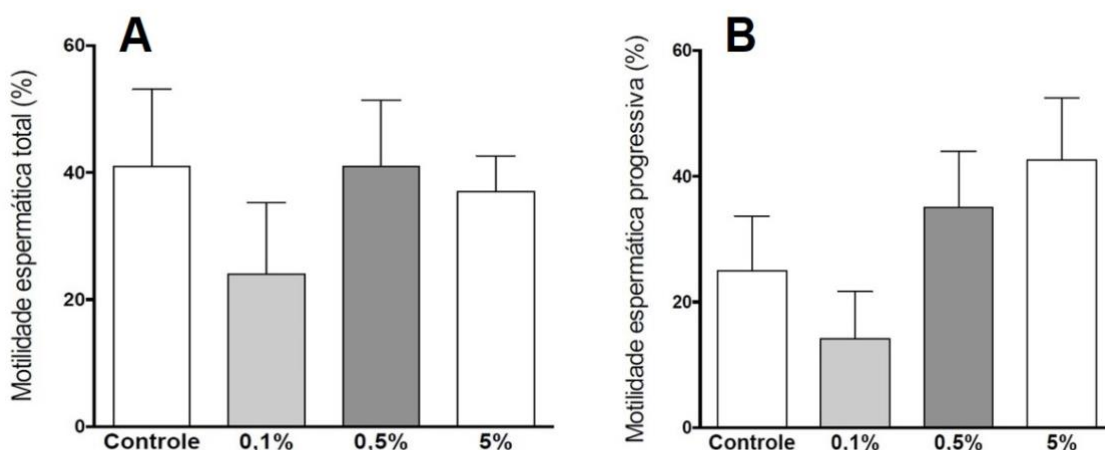 A
Motilidade espermática total (%)
60
40
20
0
Controle 0,1% 0,5% 5%
B
Motilidade espermática progressiva (%)
60
40
20
0
Controle 0,1% 0,5% 5%